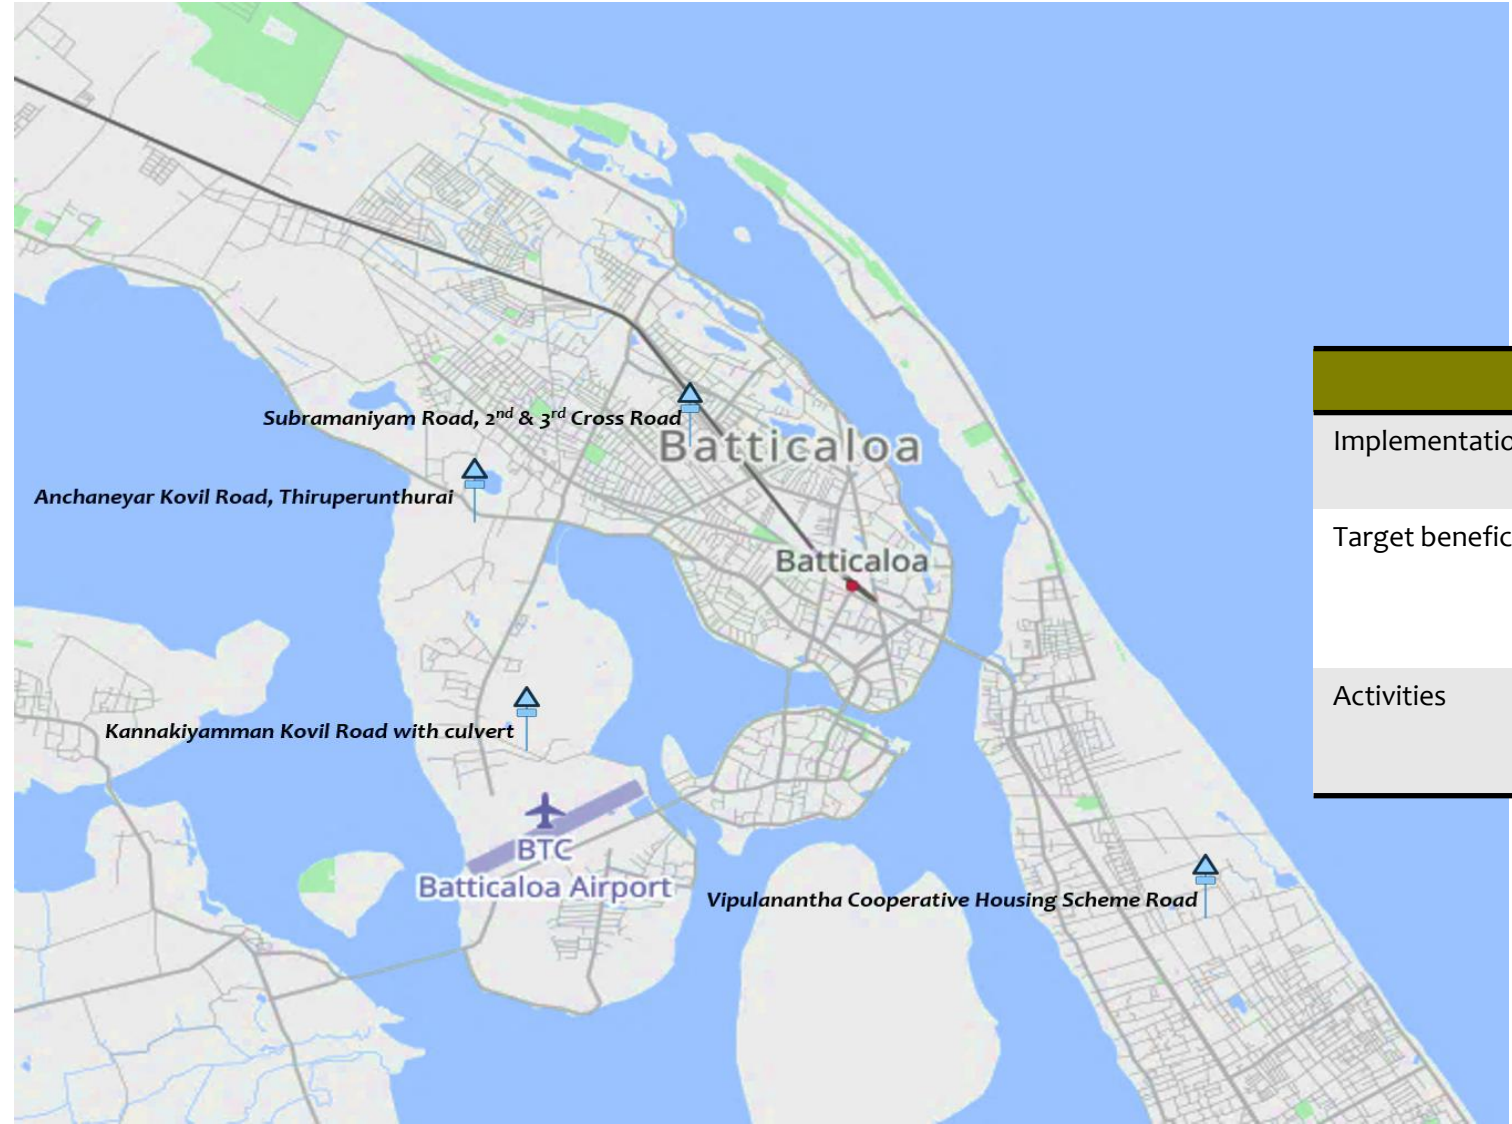 Subramaniyam Road, 2nd & 3rd Cross Road
Batticaloa
Anchaneyar Kovil Road, Thiruperunthurai
Batticaloa
Kannakiyamman Kovil Road with culvert
BTC
Batticaloa Airport
Vipulanantha Cooperative Housing Scheme Road
Implementatio
Target benefic
Activities